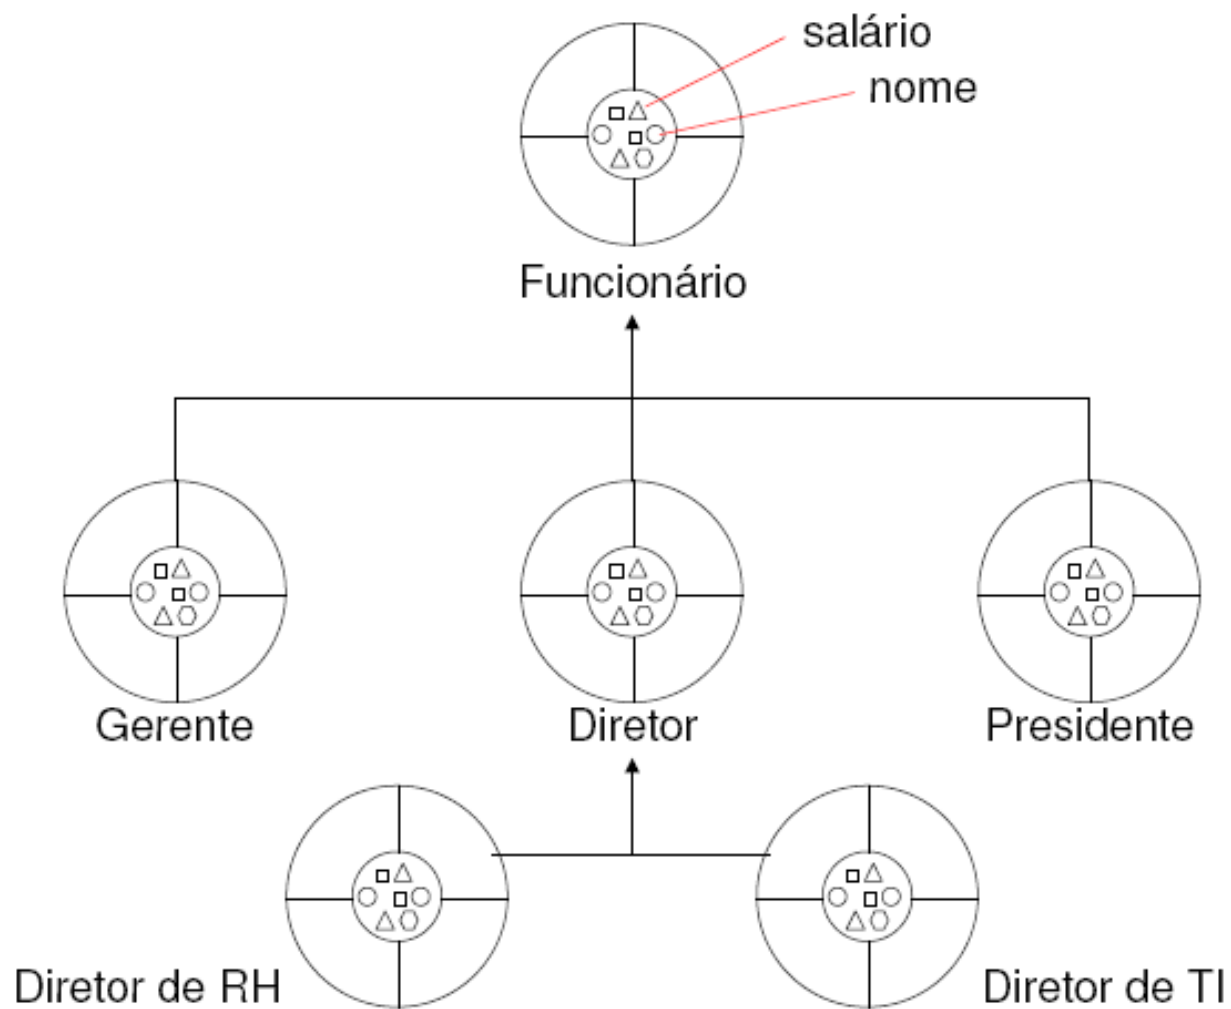 salário
nome
Funcionário
Gerente
Diretor
Presidente
Diretor de RH
Diretor de TI